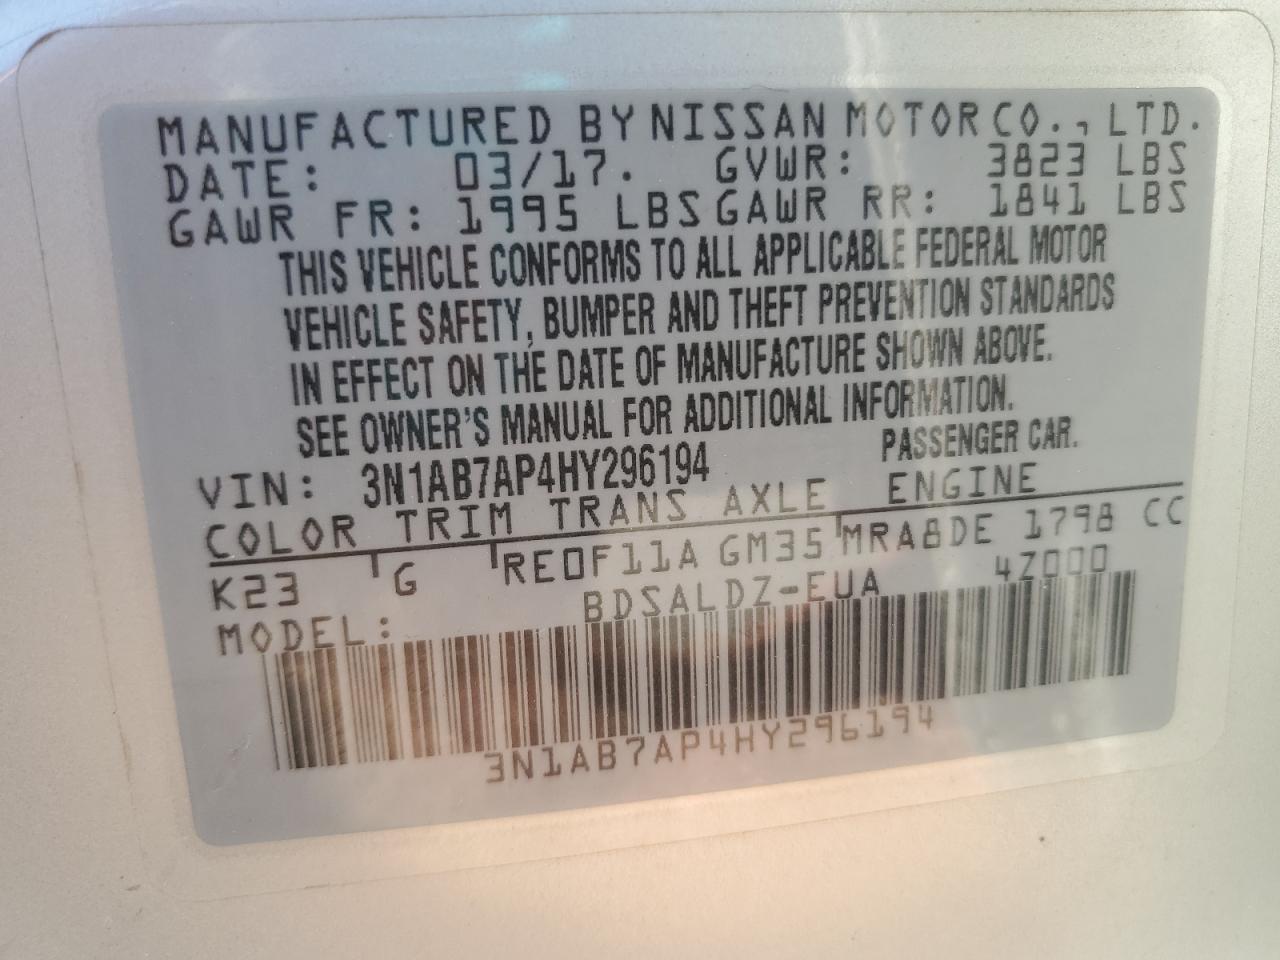 MANUFACTURED BY NISSAN MOTOR CO., LTD.
DATE: 03/17. GVWR: 3823 LBS
GAWR FR: 1995 LBS GAWR RR: 1841 LBS
THIS VEHICLE CONFORMS TO ALL APPLICABLE FEDERAL MOTOR
VEHICLE SAFETY, BUMPER AND THEFT PREVENTION STANDARDS
IN EFFECT ON THE DATE OF MANUFACTURE SHOWN ABOVE.
SEE OWNER'S MANUAL FOR ADDITIONAL INFORMATION.
VIN: 3N1AB7AP4HY296194 PASSENGER CAR.
COLOR TRIM TRANS AXLE ENGINE
K23 G RE0F11A GM35 MRA8DE 1798 CC
MODEL: BDSALDZ-EUA 4Z000
3N1AB7AP4HY296194